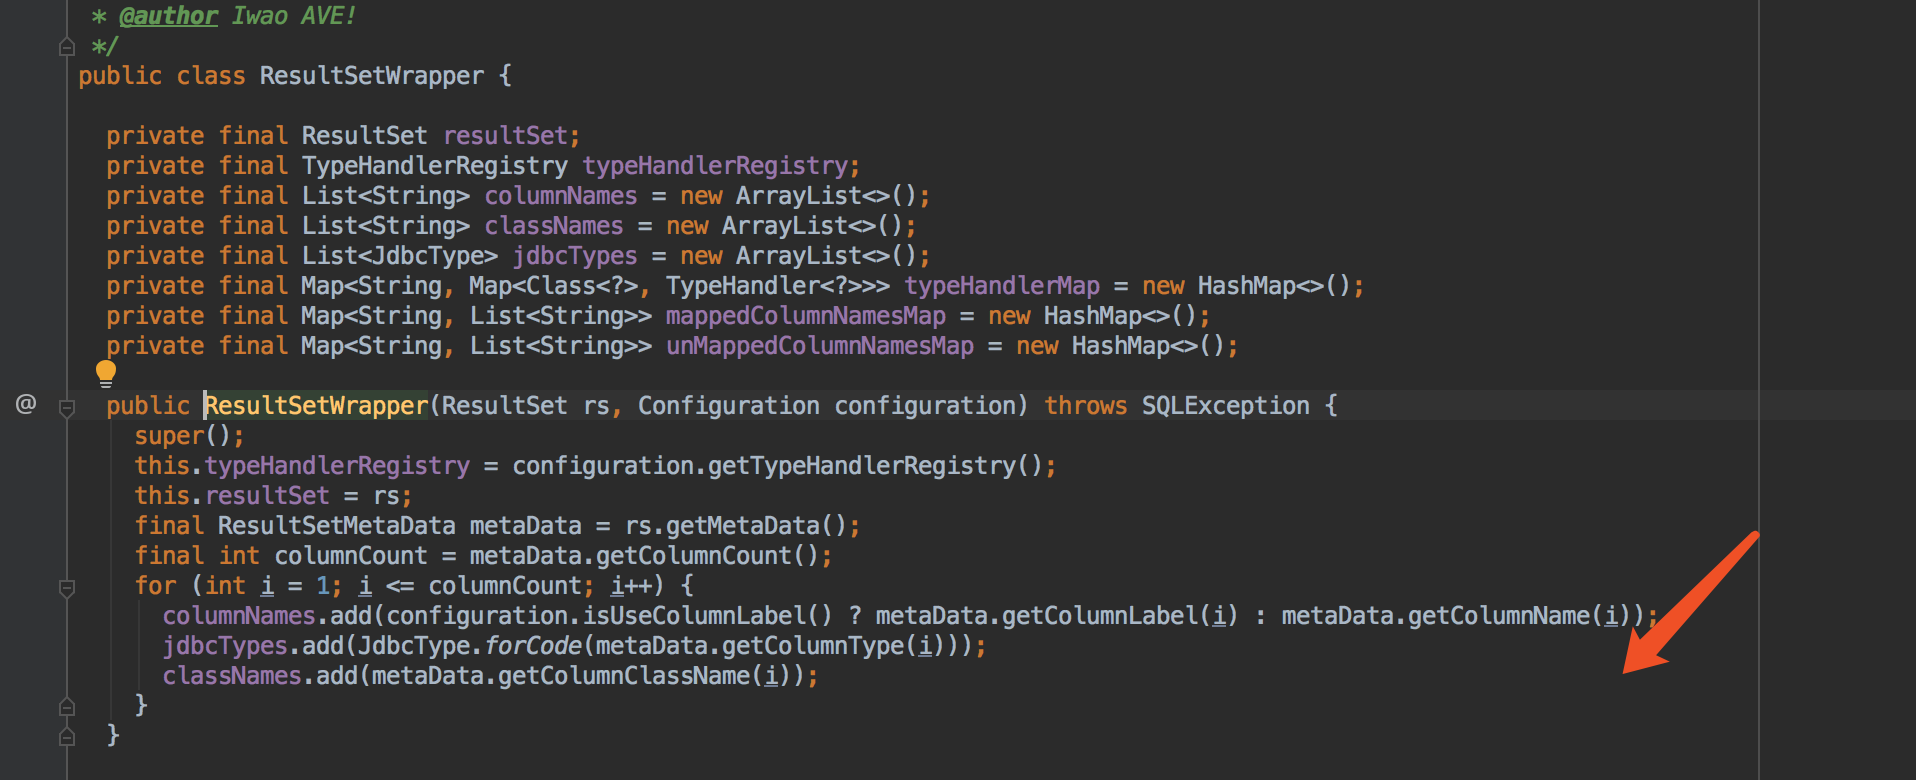 * @author Iwao AVE!
*/
public class ResultSetWrapper {
private final ResultSet resultSet;
private final TypeHandlerRegistry typeHandlerRegistry;
private final List<String> columnNames = new ArrayList<>();
private final List<String> classNames = new ArrayList<>();
private final List<JdbcType> jdbcTypes = new ArrayList<>();
private final Map<String, Map<Class<?>, TypeHandler<?>>> typeHandlerMap = new HashMap<>();
private final Map<String, List<String>> mappedColumnNamesMap = new HashMap<>();
private final Map<String, List<String>> unMappedColumnNamesMap = new HashMap<>();
@ public ResultSetWrapper(ResultSet rs, Configuration configuration) throws SQLException {
super();
this.typeHandlerRegistry = configuration.getTypeHandlerRegistry();
this.resultSet = rs;
final ResultSetMetaData metaData = rs.getMetaData();
final int columnCount = metaData.getColumnCount();
for (int i = 1; i <= columnCount; i++) {
columnNames.add(configuration.isUseColumnLabel() ? metaData.getColumnLabel(i) : metaData.getColumnName(i));
jdbcTypes.add(JdbcType.forCode(metaData.getColumnType(i)));
classNames.add(metaData.getColumnClassName(i));
}
}